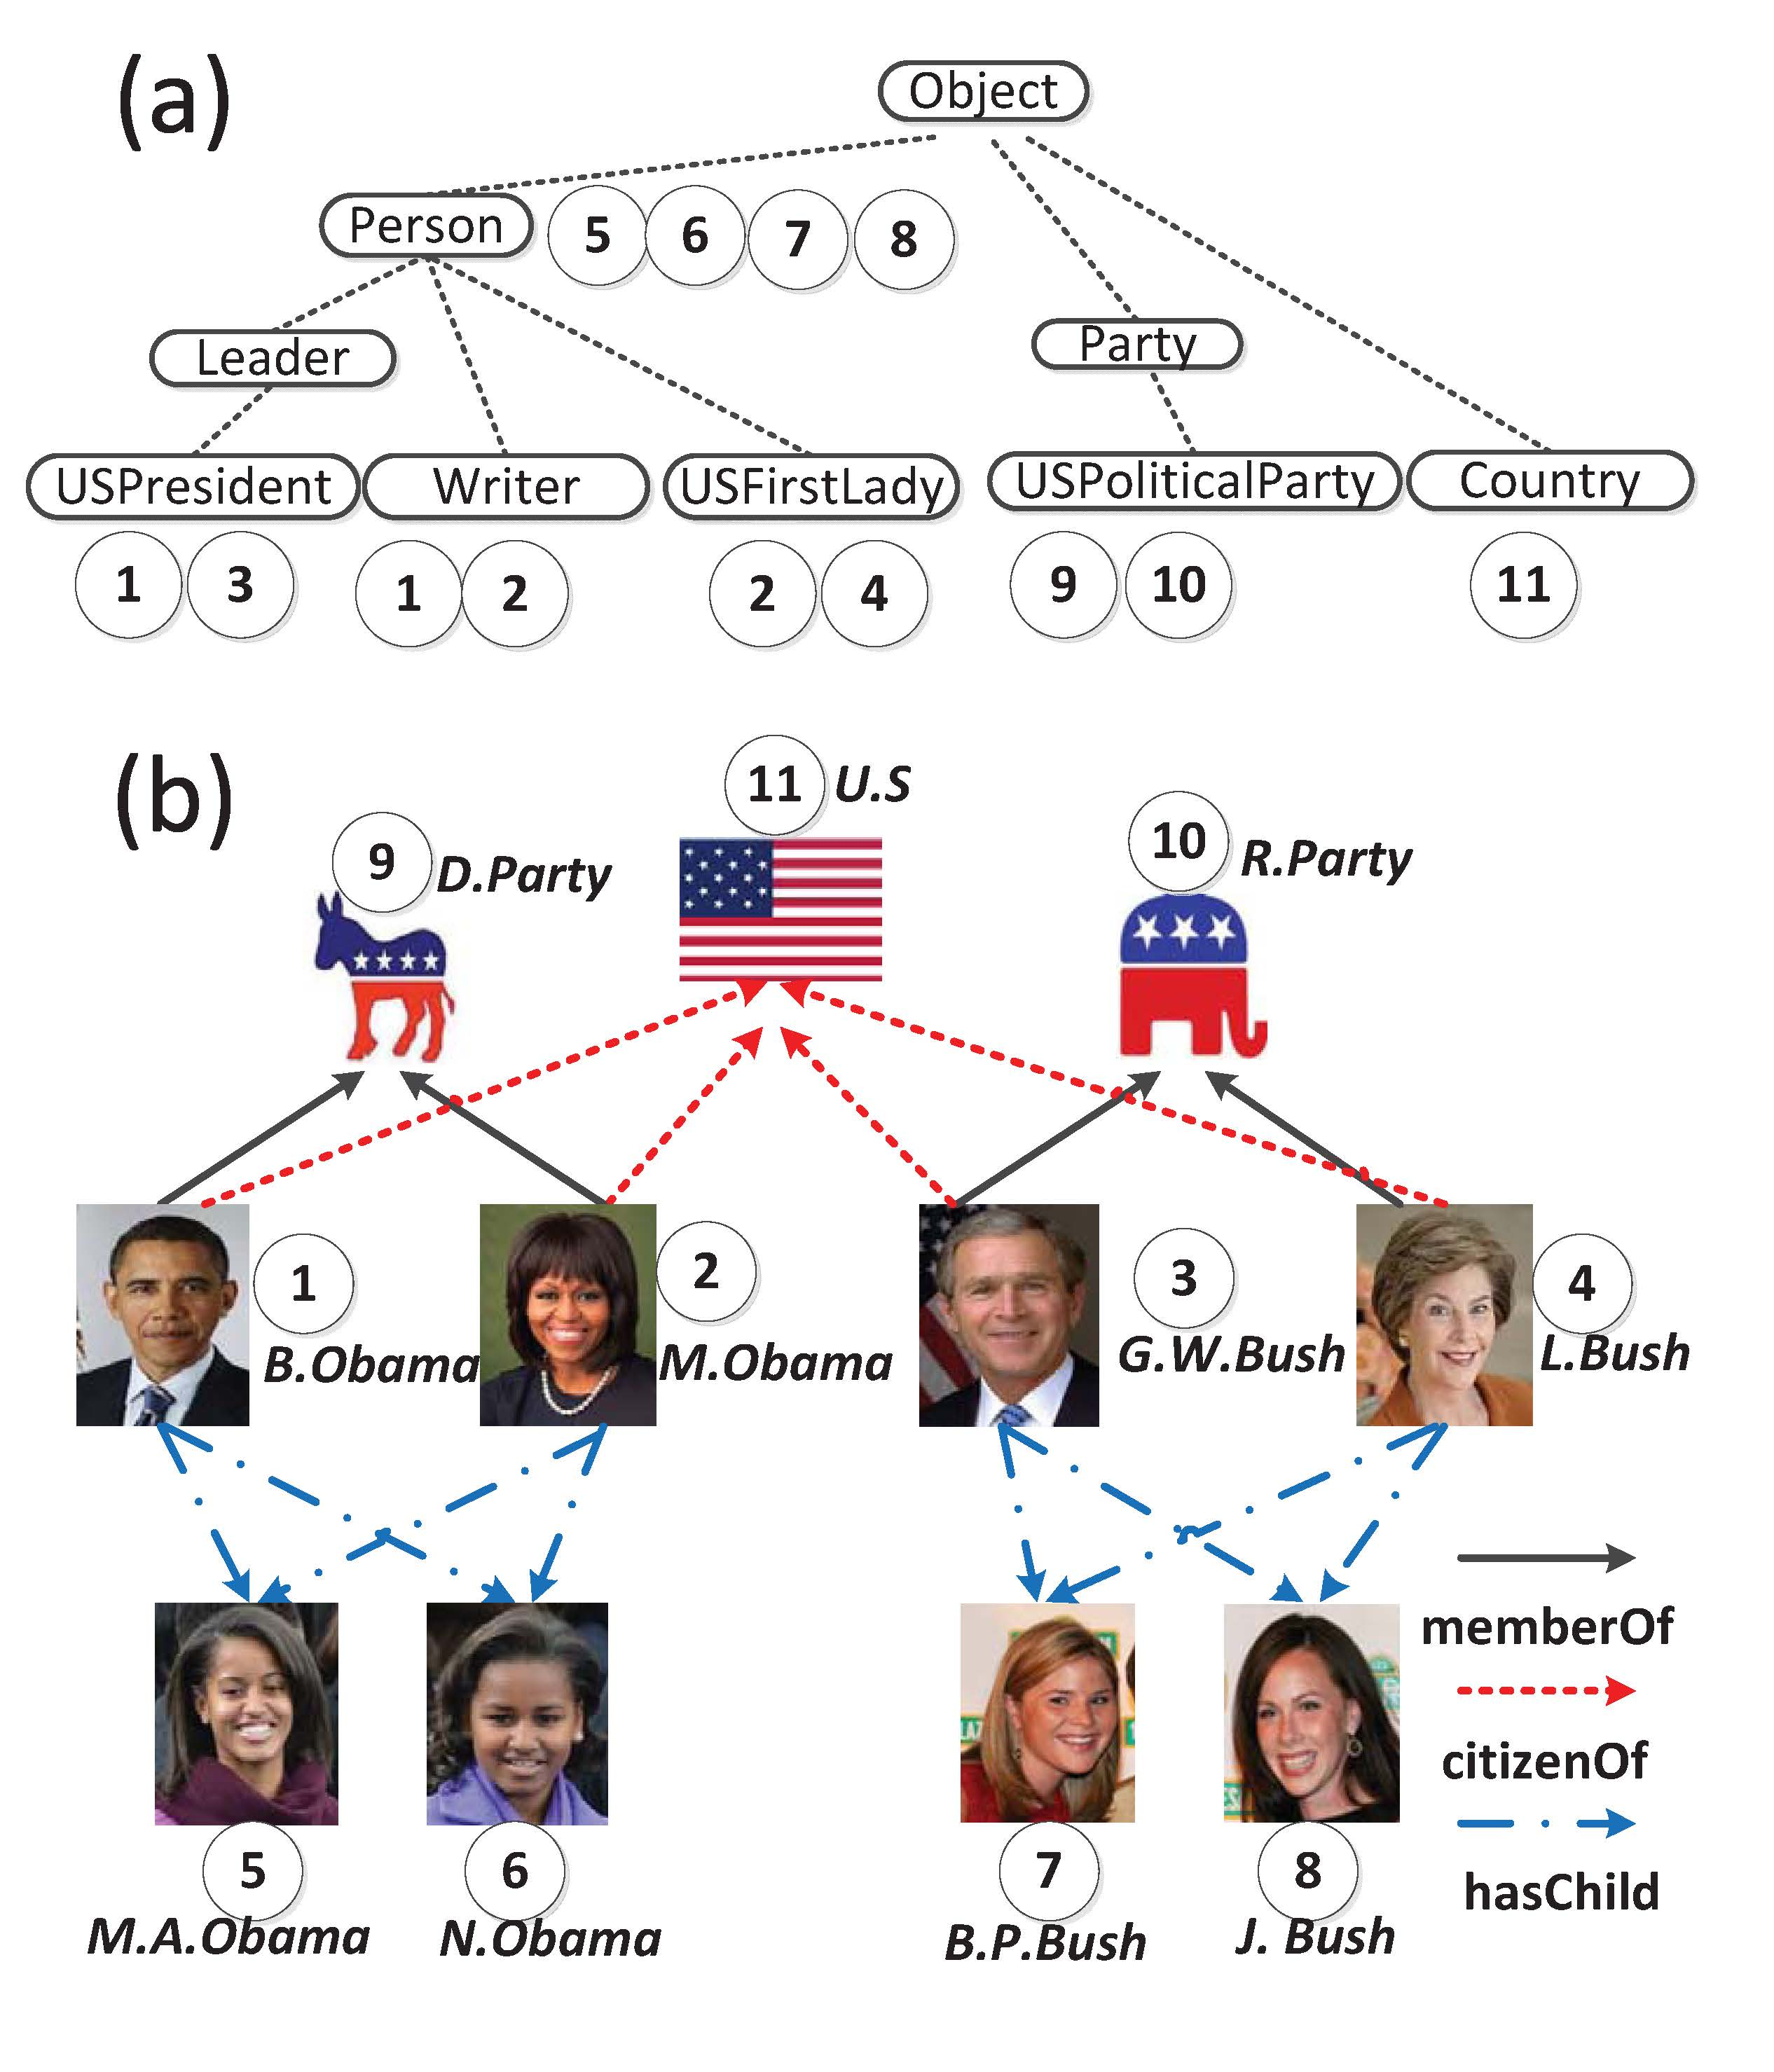 (a)
Object
Person 5 6 7 8
Leader Party
USPresident Writer USFirstLady USPoliticalParty Country
1 3 1 2 2 4 9 10 11
(b)
11 U.S
9 D.Party
10 R.Party
1 B.Obama
2 M.Obama
3 G.W.Bush
4 L.Bush
memberOf
citizenOf
hasChild
5 M.A.Obama
6 N.Obama
7 B.P.Bush
8 J. Bush